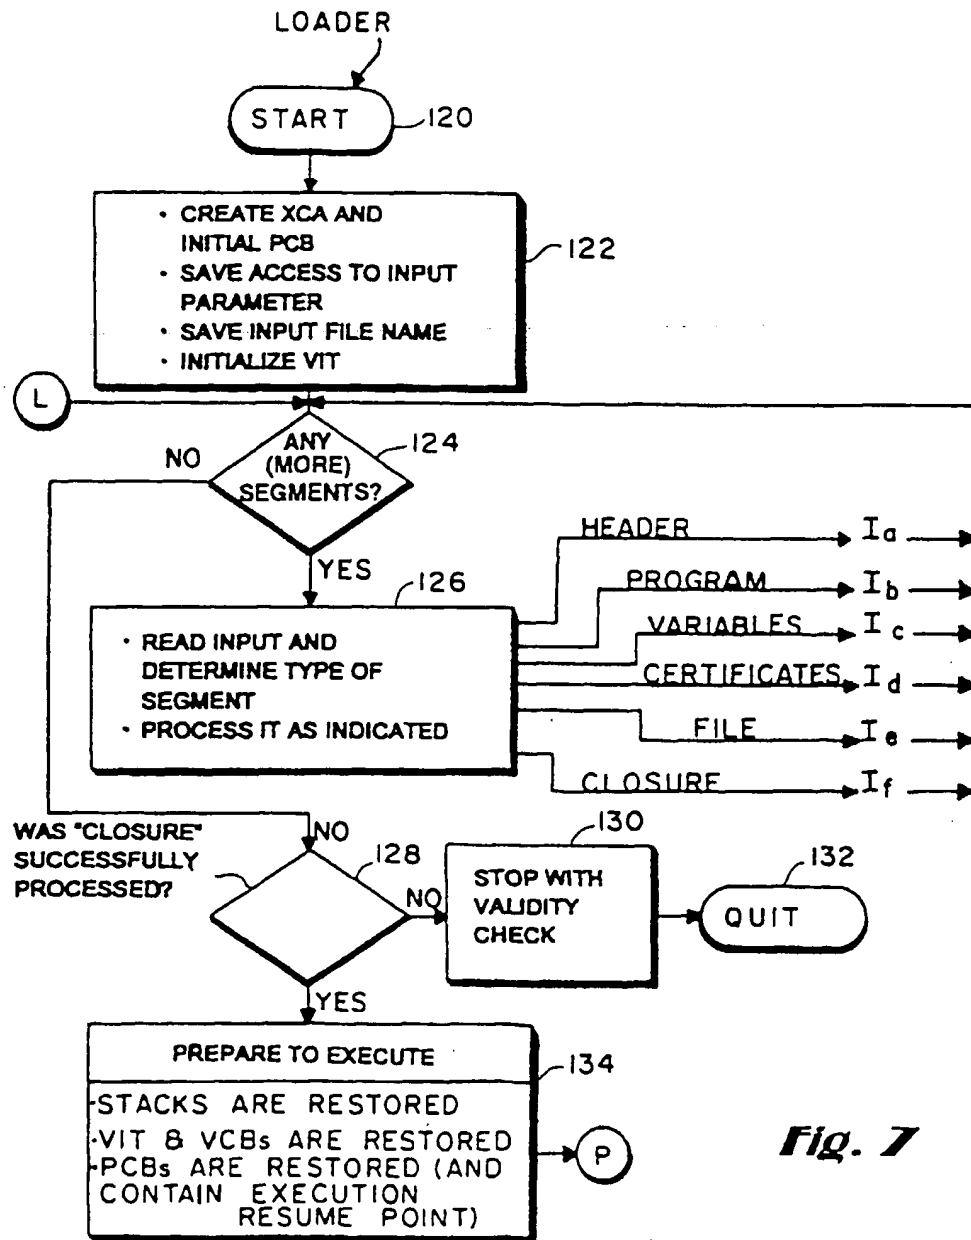 LOADER
START
120
· CREATE XCA AND
INITIAL PCB
· SAVE ACCESS TO INPUT
PARAMETER
· SAVE INPUT FILE NAME
· INITIALIZE VIT
122
L
NO
ANY
(MORE)
SEGMENTS?
124
YES
126
· READ INPUT AND
DETERMINE TYPE OF
SEGMENT
· PROCESS IT AS INDICATED
HEADER Ia
PROGRAM Ib
VARIABLES Ic
CERTIFICATES Id
FILE Ie
CLOSURE If
WAS "CLOSURE"
SUCCESSFULLY
PROCESSED?
NO
128
NO
130
STOP WITH
VALIDITY
CHECK
132
QUIT
YES
PREPARE TO EXECUTE
134
·STACKS ARE RESTORED
·VIT & VCBs ARE RESTORED
·PCBs ARE RESTORED (AND
CONTAIN EXECUTION
RESUME POINT)
P
Fig. 7